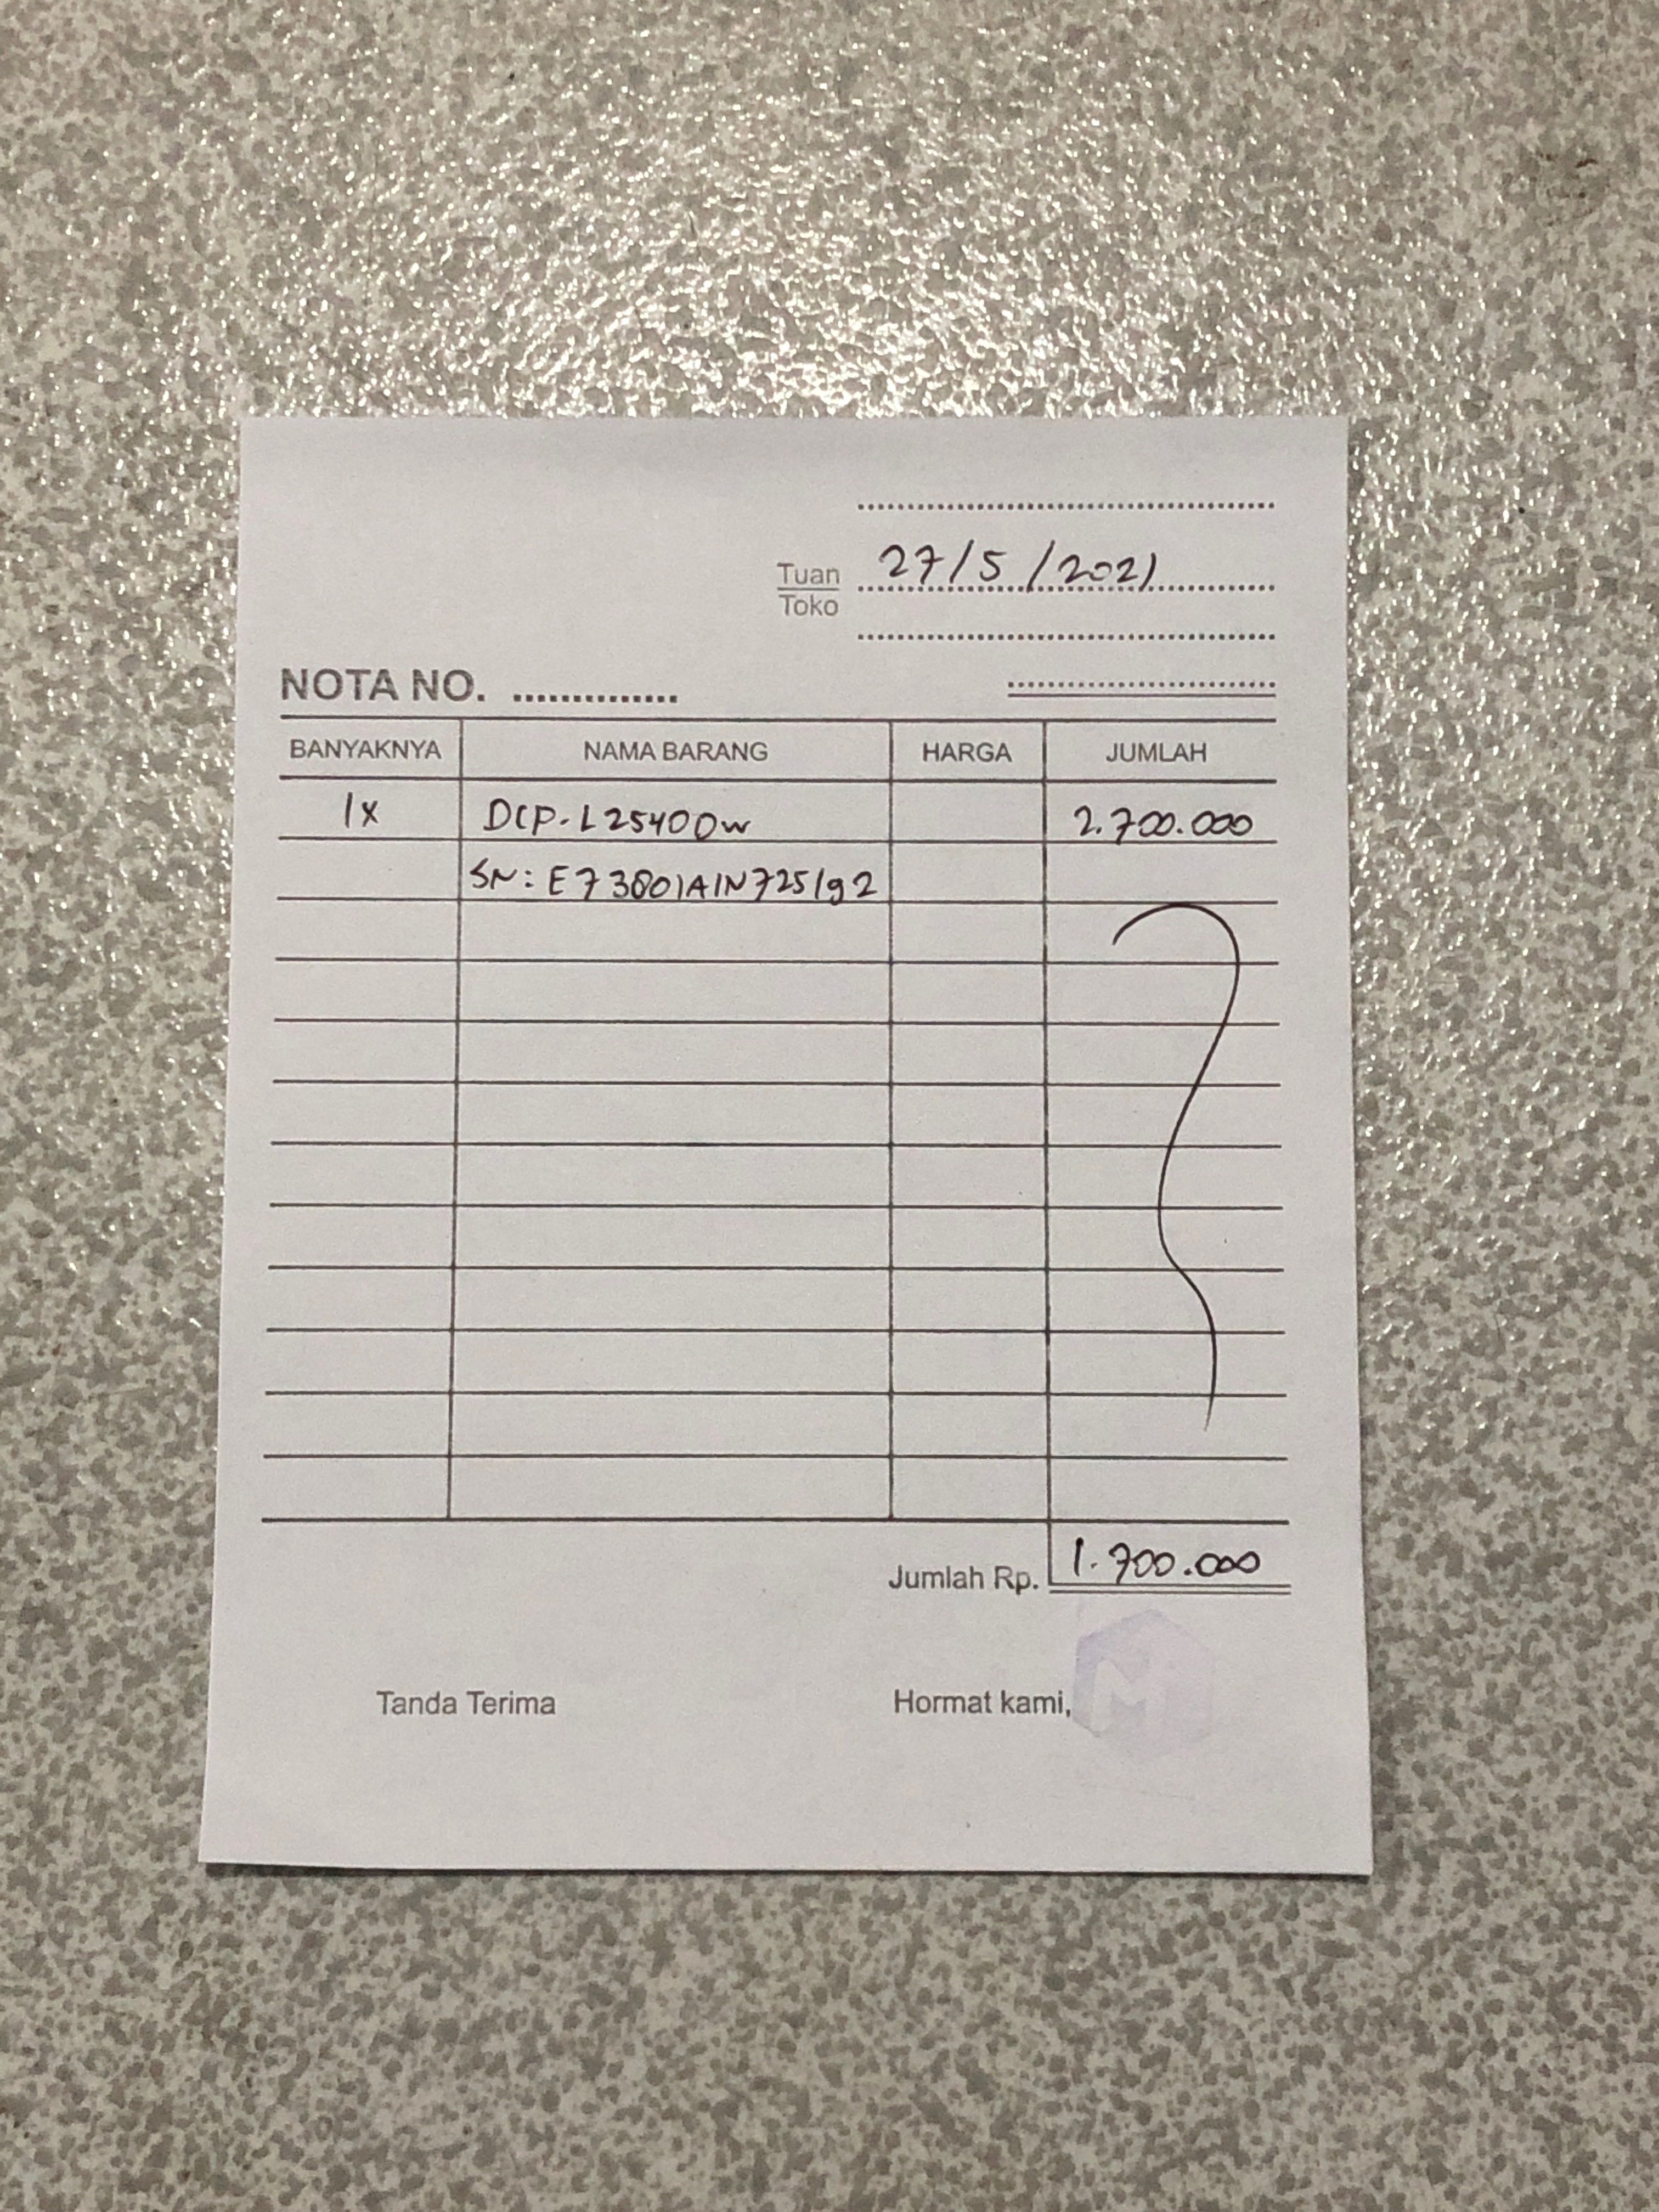 Tuan
Toko
27/5/2021
NOTA NO. ..............
BANYAKNYA NAMA BARANG HARGA JUMLAH
1x DCP-L2540Dw 2.700.000
SN: E73801A1N725192
Jumlah Rp. 1.700.000
Tanda Terima Hormat kami,
M